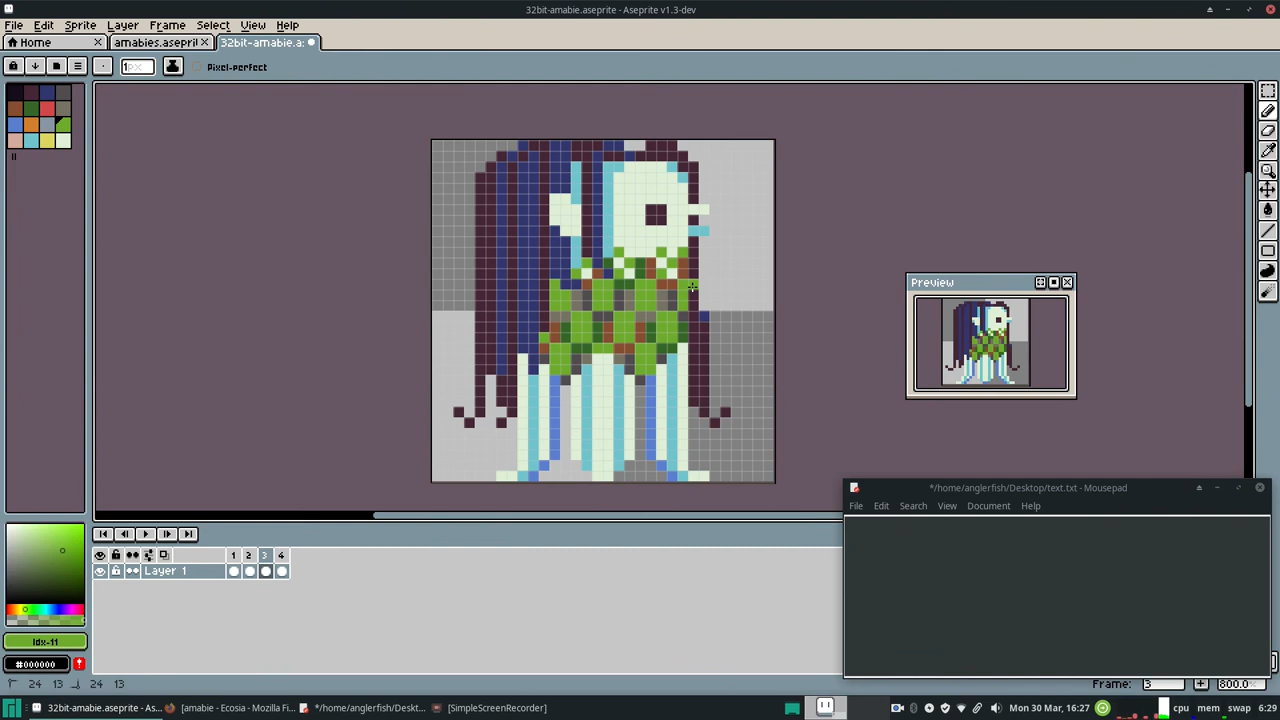 32bit-amabie.aseprite - Aseprite v1.3-dev
File Edit Sprite Layer Frame Select View Help
Home amabies.asepril 32bit-amabie.a:
1px Pixel-perfect
Preview
*/home/anglerfish/Desktop/text.txt - Mousepad
File Edit Search View Document Help
1 2 3 4
Layer 1
Idx-11
#000000
24 13 24 13 Frame: 3 800.0
32bit-amabie.aseprite - As... [amabie - Ecosia - Mozilla Fi... */home/anglerfish/Deskt... [SimpleScreenRecorder] Mon 30 Mar, 16:27 cpu mem swap 6:29